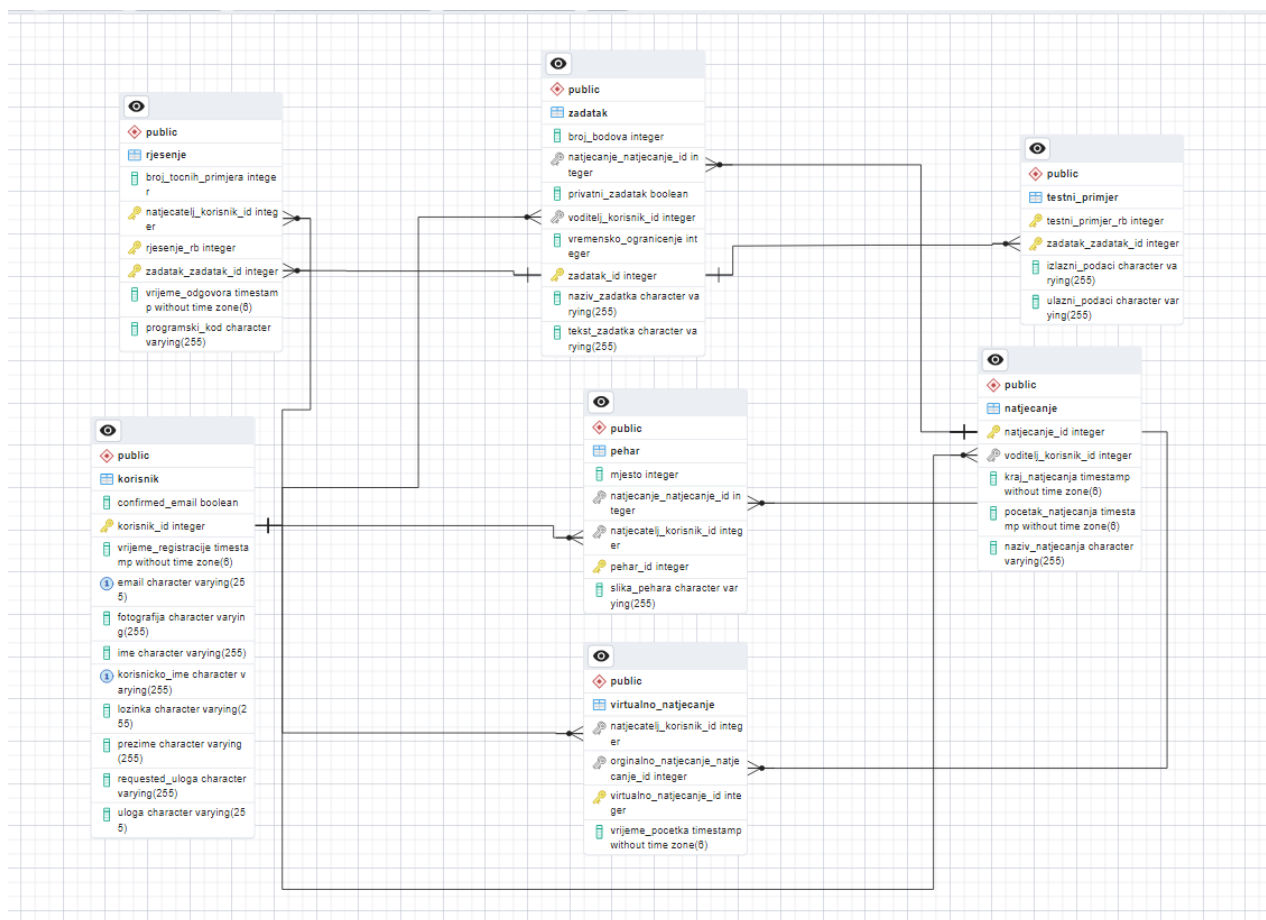 public
rjesenje
broj_tocnih_primjera intege
r
natjecatelj_korisnik_id integ
er
rjesenje_rb integer
zadatak_zadatak_id integer
vrijeme_odgovora timestam
p without time zone(6)
programski_kod character
varying(255)
public
zadatak
broj_bodova integer
natjecanje_natjecanje_id in
teger
privatni_zadatak boolean
voditelj_korisnik_id integer
vremensko_ogranicenje int
eger
zadatak_id integer
naziv_zadatka character va
rying(255)
tekst_zadatka character va
rying(255)
public
testni_primjer
testni_primjer_rb integer
zadatak_zadatak_id integer
izlazni_podaci character va
rying(255)
ulazni_podaci character var
ying(255)
public
korisnik
confirmed_email boolean
korisnik_id integer
vrijeme_registracije timesta
mp without time zone(6)
1
email character varying(25
5)
fotografija character varyin
g(255)
ime character varying(255)
1
korisnicko_ime character v
arying(255)
lozinka character varying(2
55)
prezime character varying
(255)
requested_uloga character
varying(255)
uloga character varying(25
5)
public
pehar
mjesto integer
natjecanje_natjecanje_id in
teger
natjecatelj_korisnik_id integ
er
pehar_id integer
slika_pehara character var
ying(255)
public
natjecanje
natjecanje_id integer
voditelj_korisnik_id integer
kraj_natjecanja timestamp
without time zone(6)
pocetak_natjecanja timesta
mp without time zone(6)
naziv_natjecanja character
varying(255)
public
virtualno_natjecanje
natjecatelj_korisnik_id integ
er
orginalno_natjecanje_natje
canje_id integer
virtualno_natjecanje_id inte
ger
vrijeme_pocetka timestamp
without time zone(6)